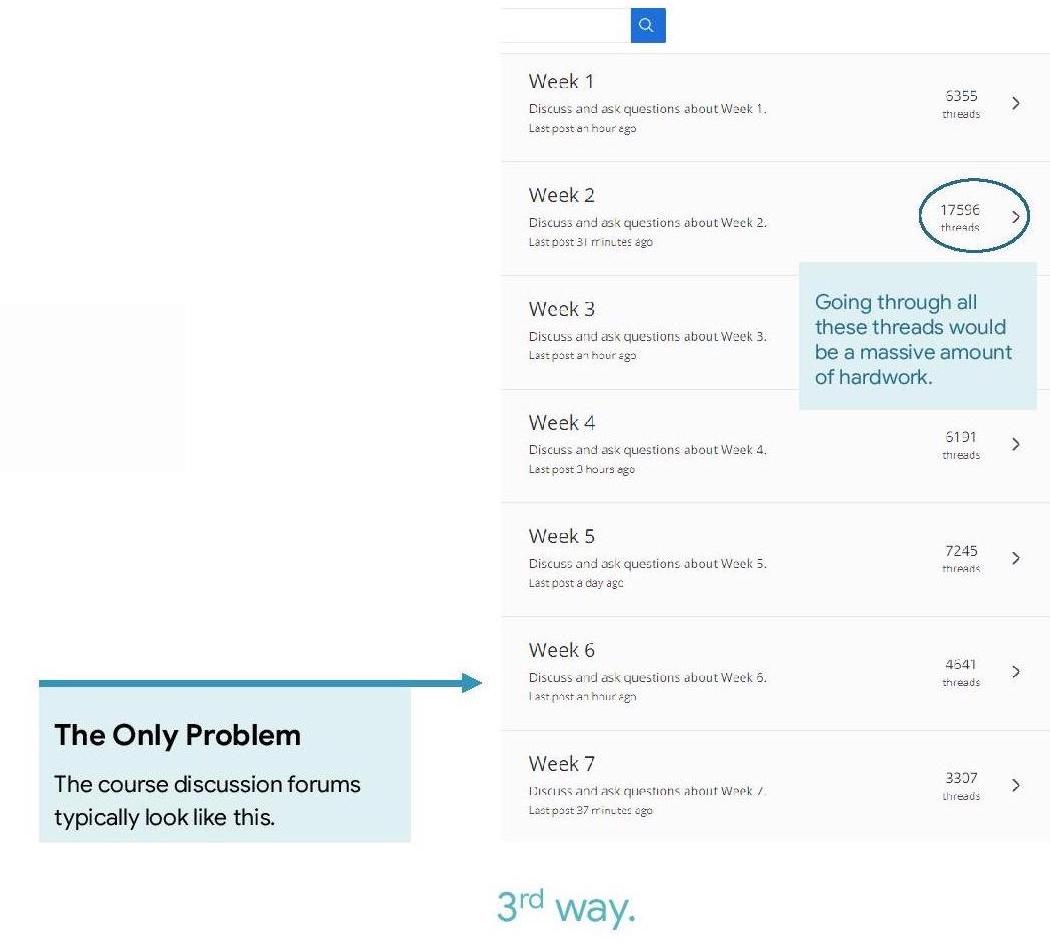 Week 1
Discuss and ask questions about Week 1.
Last post an hour ago
6355
threads
Week 2
Discuss and ask questions about Week 2.
Last post 31 minutes ago
17596
threads
Week 3
Discuss and ask questions about Week 3.
Last post an hour ago
Going through all
these threads would
be a massive amount
of hardwork.
Week 4
Discuss and ask questions about Week 4.
Last post 3 hours ago
6191
threads
Week 5
Discuss and ask questions about Week 5.
Last post a day ago
7245
threads
Week 6
Discuss and ask questions about Week 6.
Last post an hour ago
4641
threads
The Only Problem
The course discussion forums
typically look like this.
Week 7
Discuss and ask questions about Week 7.
Last post 37 minutes ago
3307
threads
3rd way.